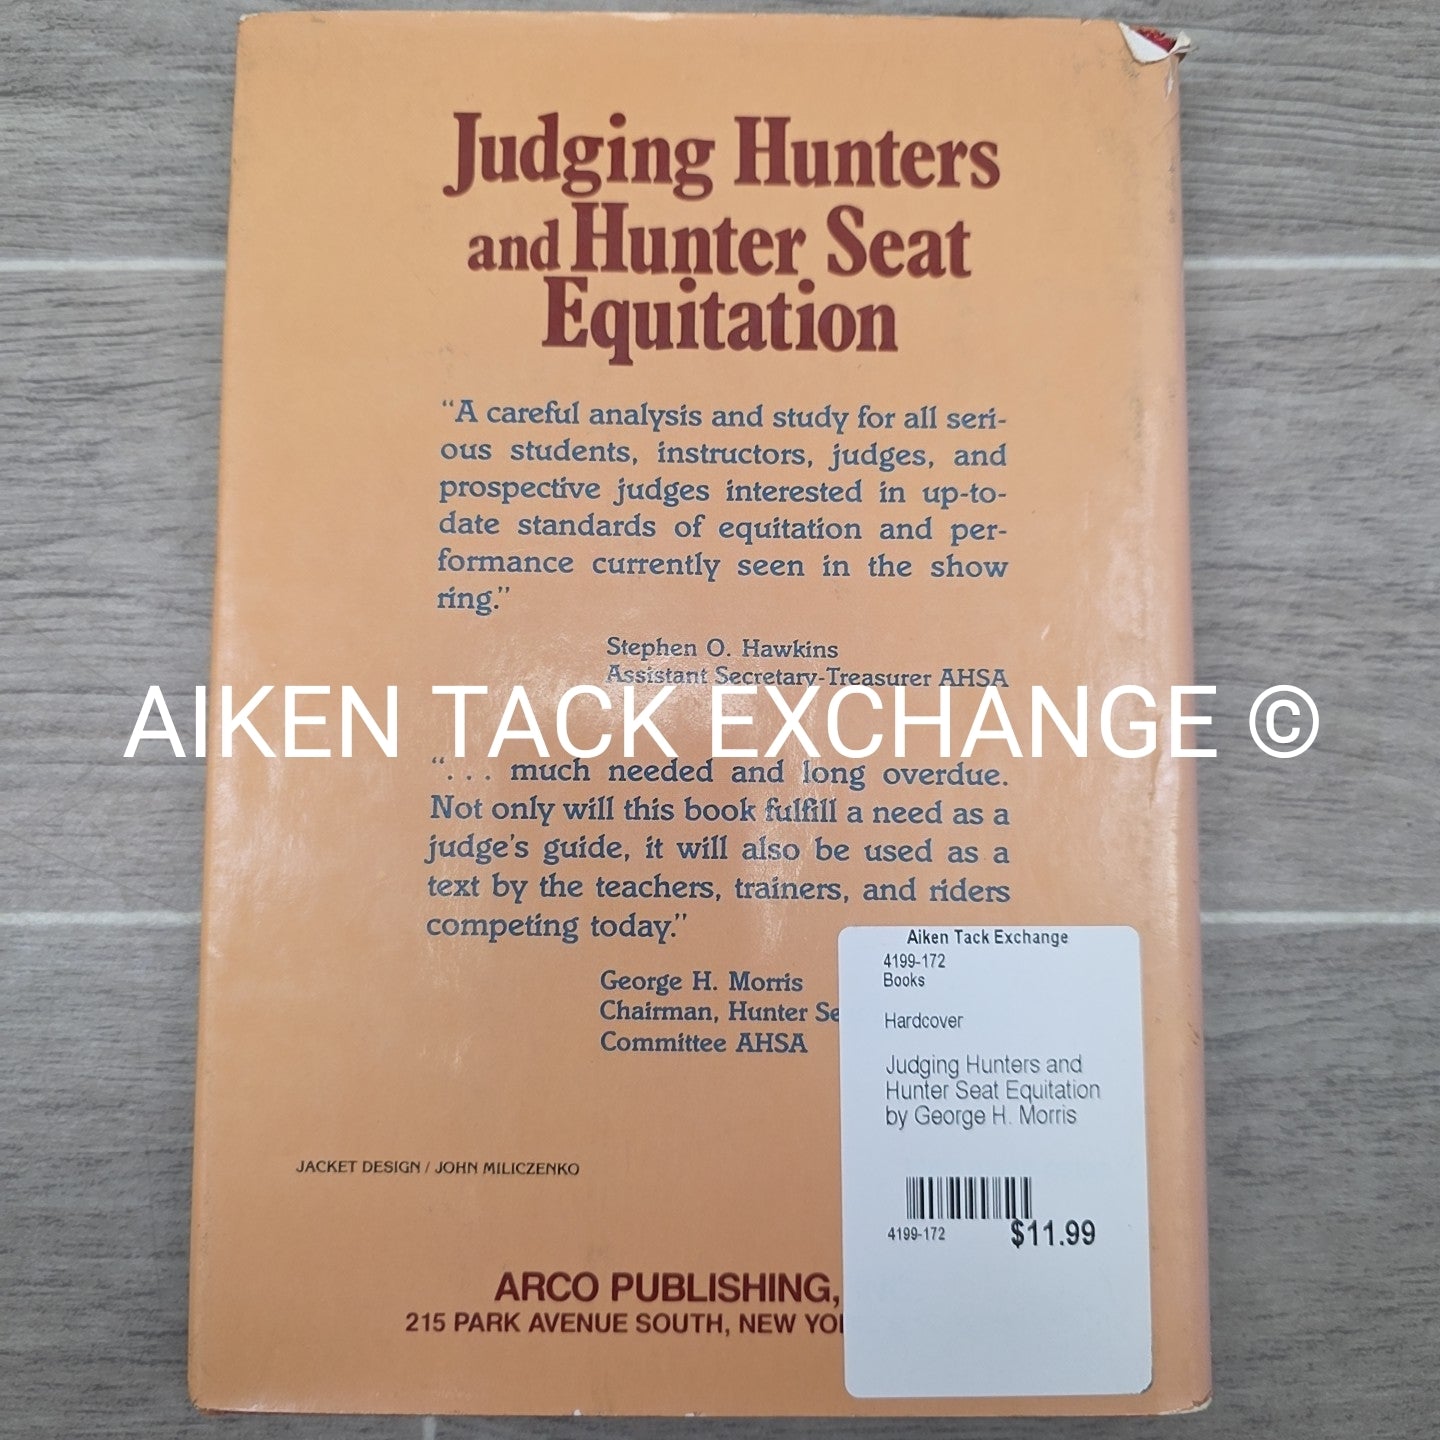 Judging Hunters
and Hunter Seat
Equitation
“A careful analysis and study for all seri-
ous students, instructors, judges, and
prospective judges interested in up-to-
date standards of equitation and per-
formance currently seen in the show
ring.”
Stephen O. Hawkins
Assistant Secretary-Treasurer AHSA
AIKEN TACK EXCHANGE ©
“. . . much needed and long overdue.
Not only will this book fulfill a need as a
judge's guide, it will also be used as a
text by the teachers, trainers, and riders
competing today.”
George H. Morris
Chairman, Hunter Se
Committee AHSA
JACKET DESIGN / JOHN MILICZENKO
ARCO PUBLISHING,
215 PARK AVENUE SOUTH, NEW YO
Aiken Tack Exchange
4199-172
Books
Hardcover
Judging Hunters and
Hunter Seat Equitation
by George H. Morris
4199-172
$11.99